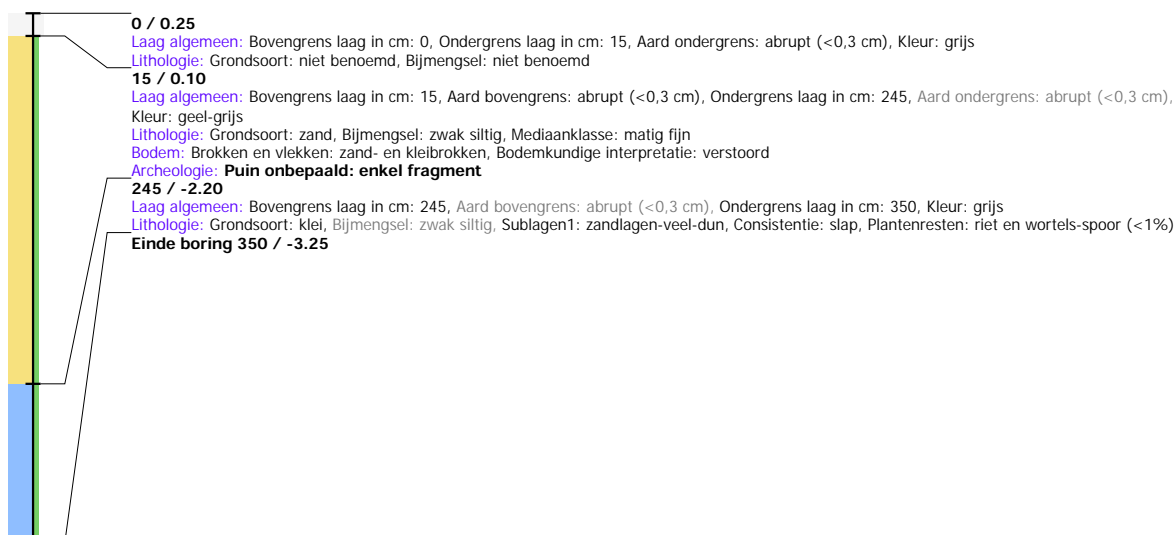 0 / 0.25
Laag algemeen: Bovengrens laag in cm: 0, Ondergrens laag in cm: 15, Aard ondergrens: abrupt (<0,3 cm), Kleur: grijs
Lithologie: Grondsoort: niet benoemd, Bijmengsel: niet benoemd
15 / 0.10
Laag algemeen: Bovengrens laag in cm: 15, Aard bovengrens: abrupt (<0,3 cm), Ondergrens laag in cm: 245, Aard ondergrens: abrupt (<0,3 cm),
Kleur: geel-grijs
Lithologie: Grondsoort: zand, Bijmengsel: zwak siltig, Mediaanklasse: matig fijn
Bodem: Brokken en vlekken: zand- en kleibrokken, Bodemkundige interpretatie: verstoord
Archeologie: Puin onbepaald: enkel fragment
245 / -2.20
Laag algemeen: Bovengrens laag in cm: 245, Aard bovengrens: abrupt (<0,3 cm), Ondergrens laag in cm: 350, Kleur: grijs
Lithologie: Grondsoort: klei, Bijmengsel: zwak siltig, Sublagen1: zandlagen-veel-dun, Consistentie: slap, Plantenresten: riet en wortels-spoor (<1%)
Einde boring 350 / -3.25